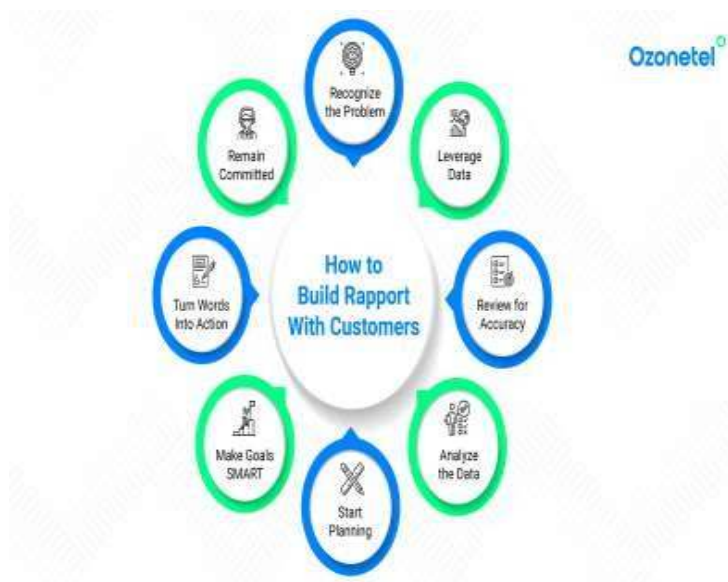 Ozonetel
Recognize
the Problem
Leverage
Data
Review for
Accuracy
Analyze
the Data
Start
Planning
Make Goals
SMART
Turn Words
Into Action
Remain
Committed
How to
Build Rapport
With Customers